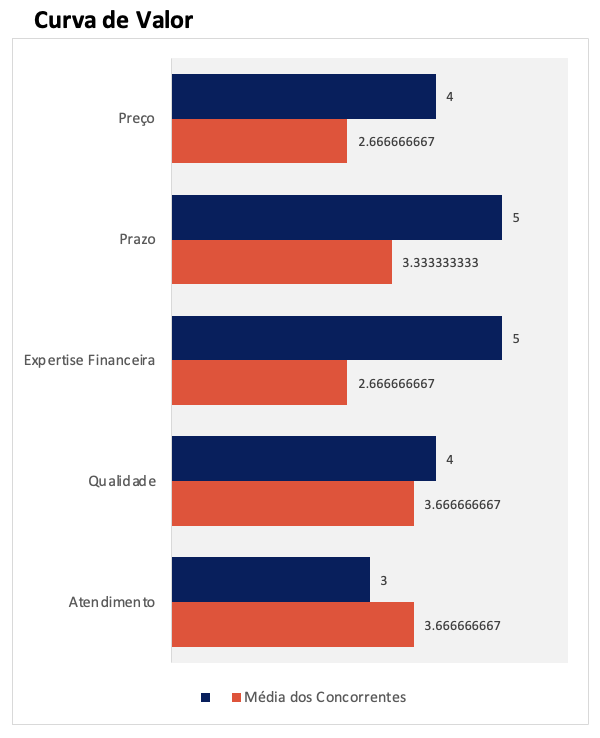 Curva de Valor
Preço
4
2.666666667
Prazo
5
3.333333333
Expertise Financeira
5
2.666666667
Qualidade
4
3.666666667
Atendimento
3
3.666666667
Média dos Concorrentes